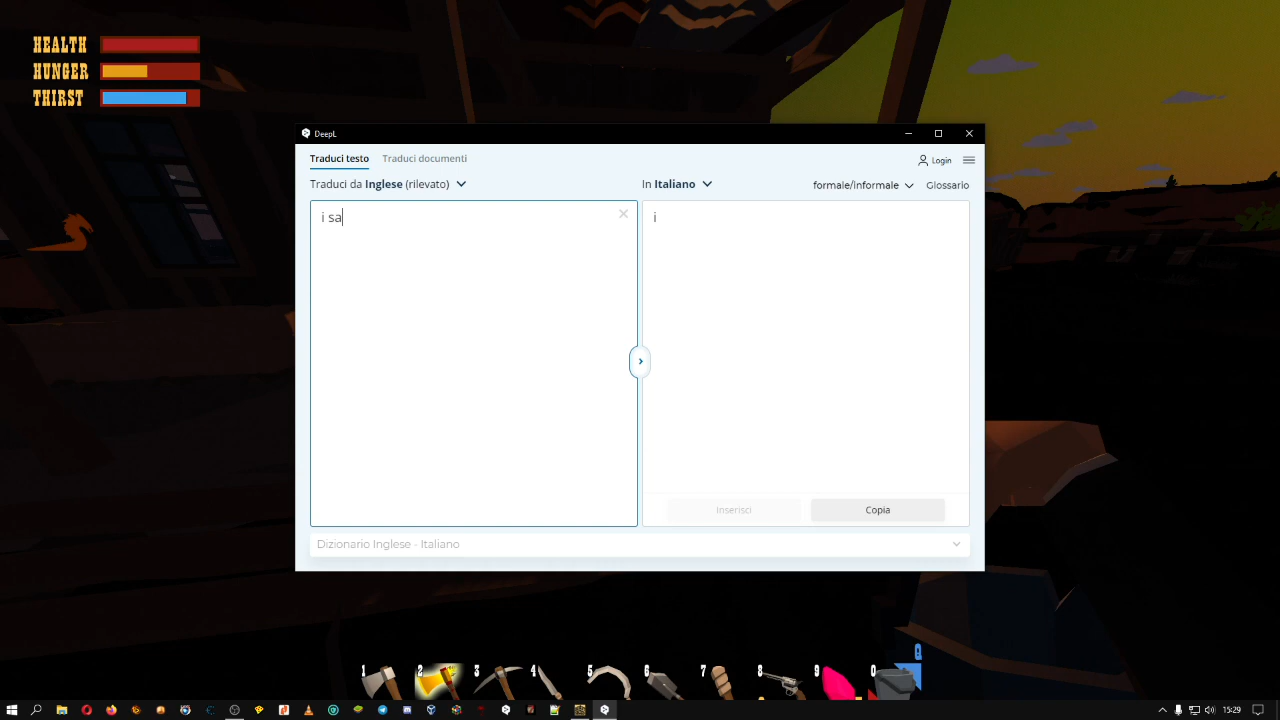 HEALTH
HUNGER
THIRST
DeepL
Traduci testo
Traduci documenti
Login
Traduci da Inglese (rilevato)
In Italiano
formale/informale
Glossario
i sa
i
Inserisci
Copia
Dizionario Inglese - Italiano
1 2 3 4 5 6 7 8 9 0 Q
15:29